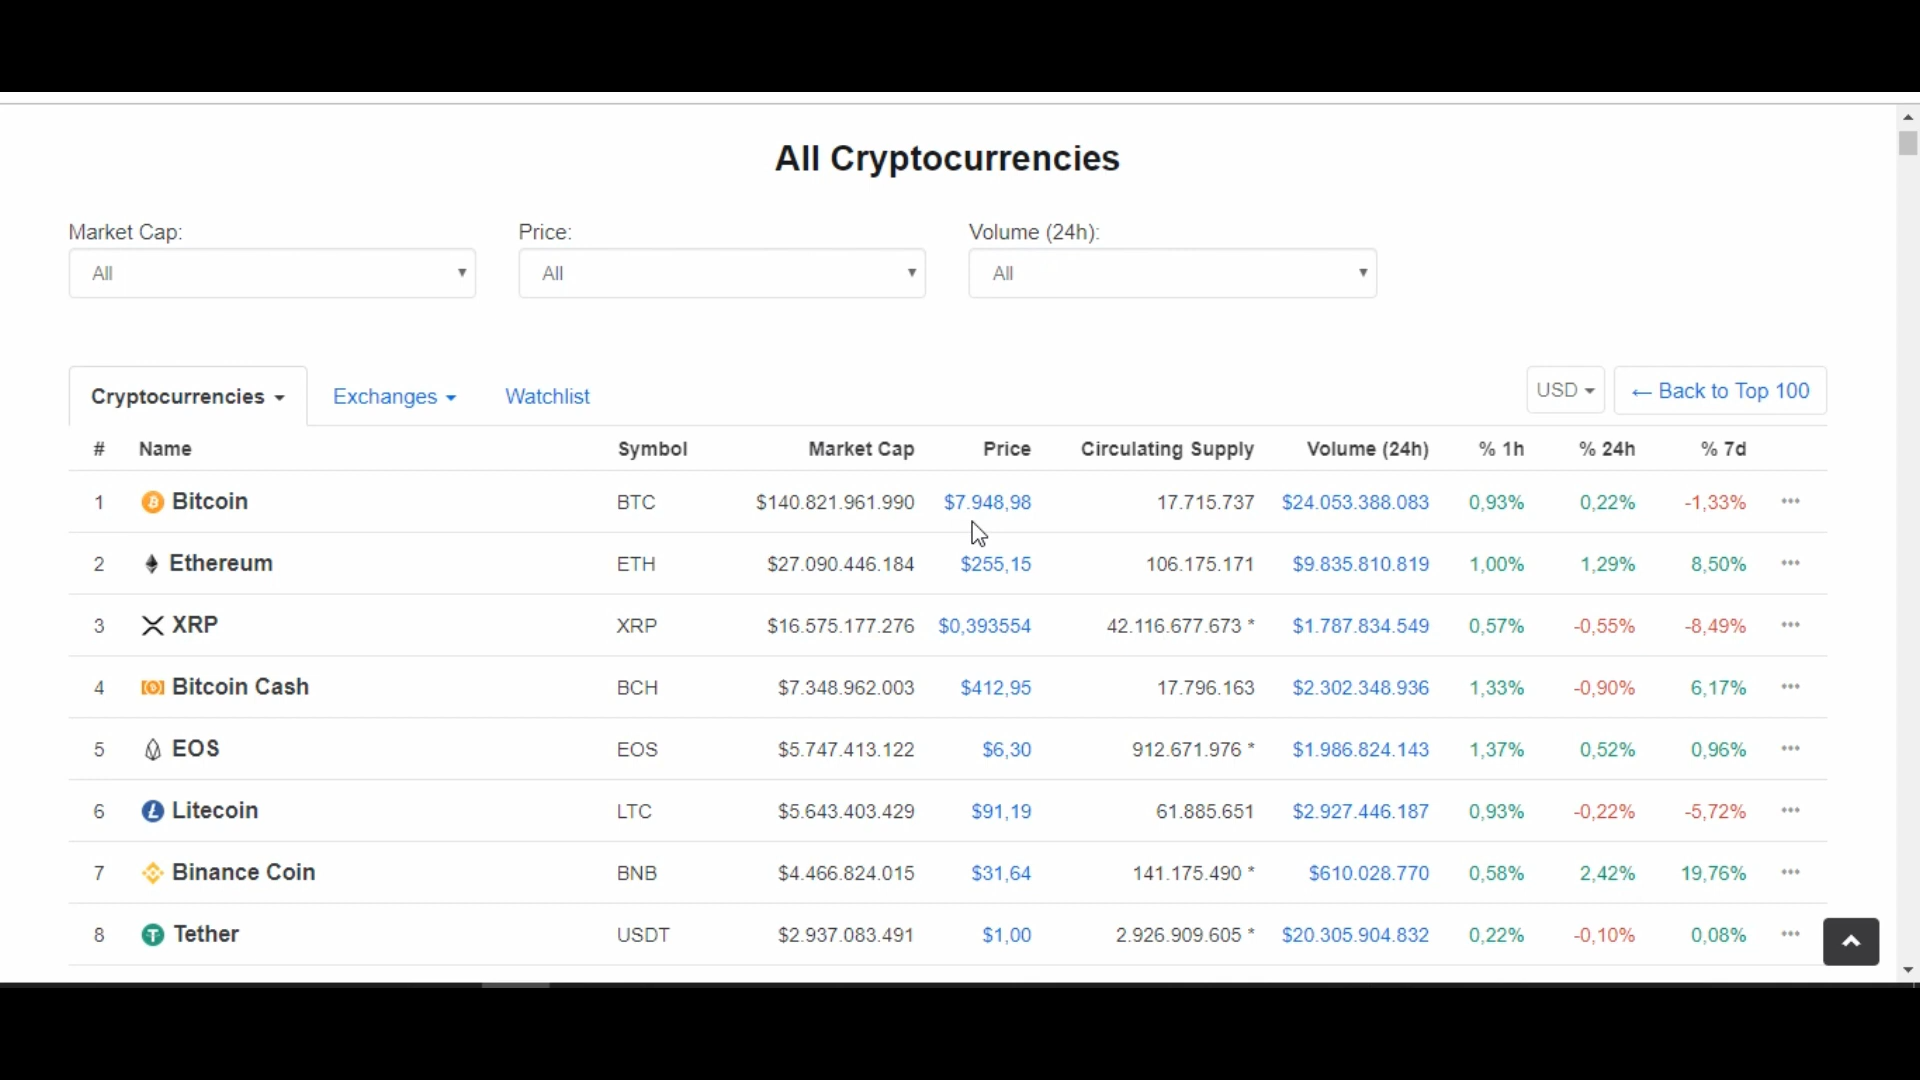 All Cryptocurrencies
Market Cap: Price: Volume (24h):
All All All
Cryptocurrencies Exchanges Watchlist USD ← Back to Top 100
# Name Symbol Market Cap Price Circulating Supply Volume (24h) % 1h % 24h % 7d
1 Bitcoin BTC $140.821.961.990 $7.948,98 17.715.737 $24.053.388.083 0,93% 0,22% -1,33%
2 Ethereum ETH $27.090.446.184 $255,15 106.175.171 $9.835.810.819 1,00% 1,29% 8,50%
3 XRP XRP $16.575.177.276 $0,393554 42.116.677.673 * $1.787.834.549 0,57% -0,55% -8,49%
4 Bitcoin Cash BCH $7.348.962.003 $412,95 17.796.163 $2.302.348.936 1,33% -0,90% 6,17%
5 EOS EOS $5.747.413.122 $6,30 912.671.976 * $1.986.824.143 1,37% 0,52% 0,96%
6 Litecoin LTC $5.643.403.429 $91,19 61.885.651 $2.927.446.187 0,93% -0,22% -5,72%
7 Binance Coin BNB $4.466.824.015 $31,64 141.175.490 * $610.028.770 0,58% 2,42% 19,76%
8 Tether USDT $2.937.083.491 $1,00 2.926.909.605 * $20.305.904.832 0,22% -0,10% 0,08%